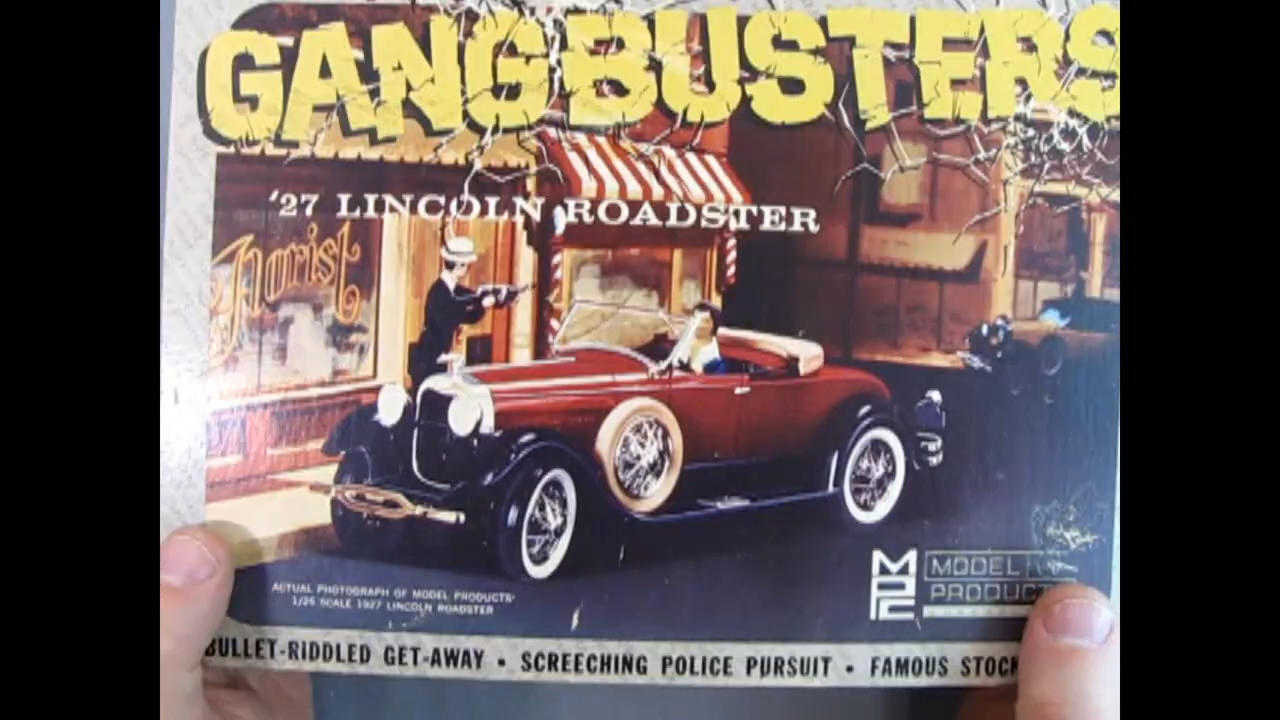 GANGBUSTERS
'27 LINCOLN ROADSTER
Florist
ACTUAL PHOTOGRAPH OF MODEL PRODUCTS'
1/25 SCALE 1927 LINCOLN ROADSTER
MPC
MODEL
PRODUCT
BULLET-RIDDLED GET-AWAY • SCREECHING POLICE PURSUIT • FAMOUS STOCK